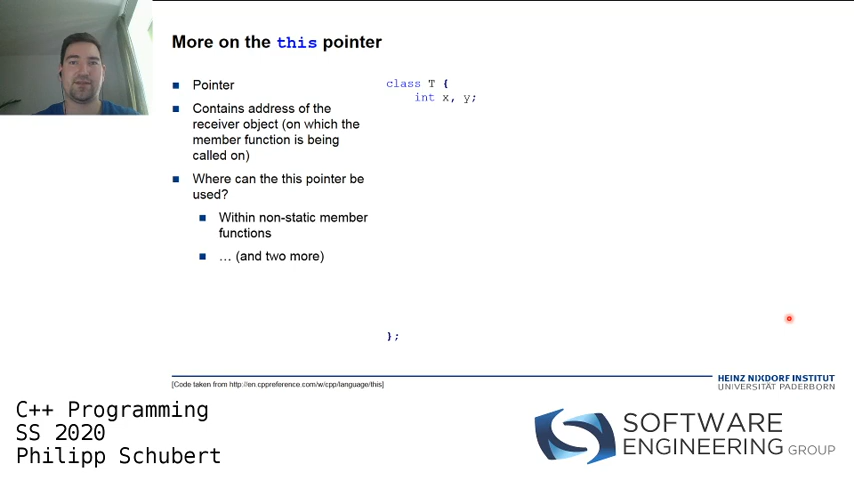 More on the this pointer
Pointer
Contains address of the
receiver object (on which the
member function is being
called on)
Where can the this pointer be
used?
Within non-static member
functions
… (and two more)
class T {
int x, y;
};
[Code taken from http://en.cppreference.com/w/cpp/language/this]
HEINZ NIXDORF INSTITUT
UNIVERSITÄT PADERBORN
C++ Programming
SS 2020
Philipp Schubert
SOFTWARE
ENGINEERING GROUP